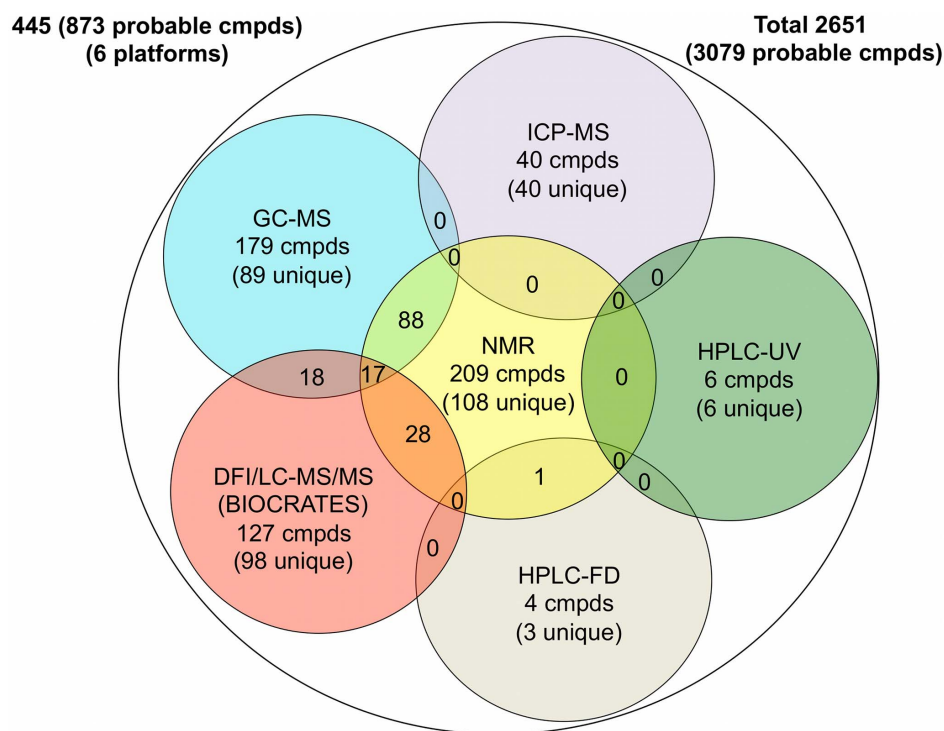 445 (873 probable cmpds)
(6 platforms)
Total 2651
(3079 probable cmpds)
ICP-MS
40 cmpds
(40 unique)
GC-MS
179 cmpds
(89 unique)
0
0
0
0
0
88
NMR
209 cmpds
(108 unique)
HPLC-UV
6 cmpds
(6 unique)
18
17
0
28
DFI/LC-MS/MS
(BIOCRATES)
127 cmpds
(98 unique)
1
0
0
0
0
HPLC-FD
4 cmpds
(3 unique)